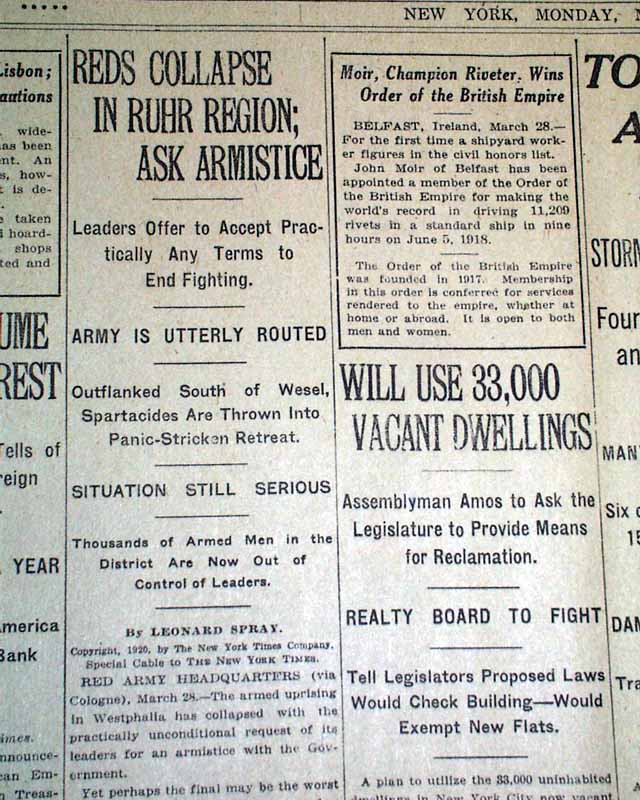 NEW YORK, MONDAY,
Lisbon;
wide-
has been
ent. An
s, how-
t is de-
taken
hoard-
shops
ted and
UME
REST
Tells of
reign
YEAR
America
Bank
Times.
nnounce-
can Em-
Treas-
REDS COLLAPSE
IN RUHR REGION;
ASK ARMISTICE
Leaders Offer to Accept Prac-
tically Any Terms to
End Fighting.
ARMY IS UTTERLY ROUTED
Outflanked South of Wesel,
Spartacides Are Thrown Into
Panic-Stricken Retreat.
SITUATION STILL SERIOUS
Thousands of Armed Men in the
District Are Now Out of
Control of Leaders.
By LEONARD SPRAY.
Copyright, 1920, by The New York Times Company.
Special Cable to THE NEW YORK TIMES.
RED ARMY HEADQUARTERS (via
Cologne), March 28.—The armed uprising
in Westphalia has collapsed with the
practically unconditional request of its
leaders for an armistice with the Gov-
ernment.
Yet perhaps the final may be the worst
Moir, Champion Riveter, Wins
Order of the British Empire
BELFAST, Ireland, March 28.—
For the first time a shipyard work-
er figures in the civil honors list.
John Moir of Belfast has been
appointed a member of the Order of
the British Empire for making the
world's record in driving 11,209
rivets in a standard ship in nine
hours on June 5, 1918.
The Order of the British Empire
was founded in 1917. Membership
in this order is conferred for services
rendered to the empire, whether at
home or abroad. It is open to both
men and women.
WILL USE 33,000
VACANT DWELLINGS
Assemblyman Amos to Ask the
Legislature to Provide Means
for Reclamation.
REALTY BOARD TO FIGHT
Tell Legislators Proposed Laws
Would Check Building—Would
Exempt New Flats.
A plan to utilize the 33,000 uninhabited
dwellings in New York City now vacant
TO
A
STORM
Four
an
MANY
Six
15
DAM
Tra
A